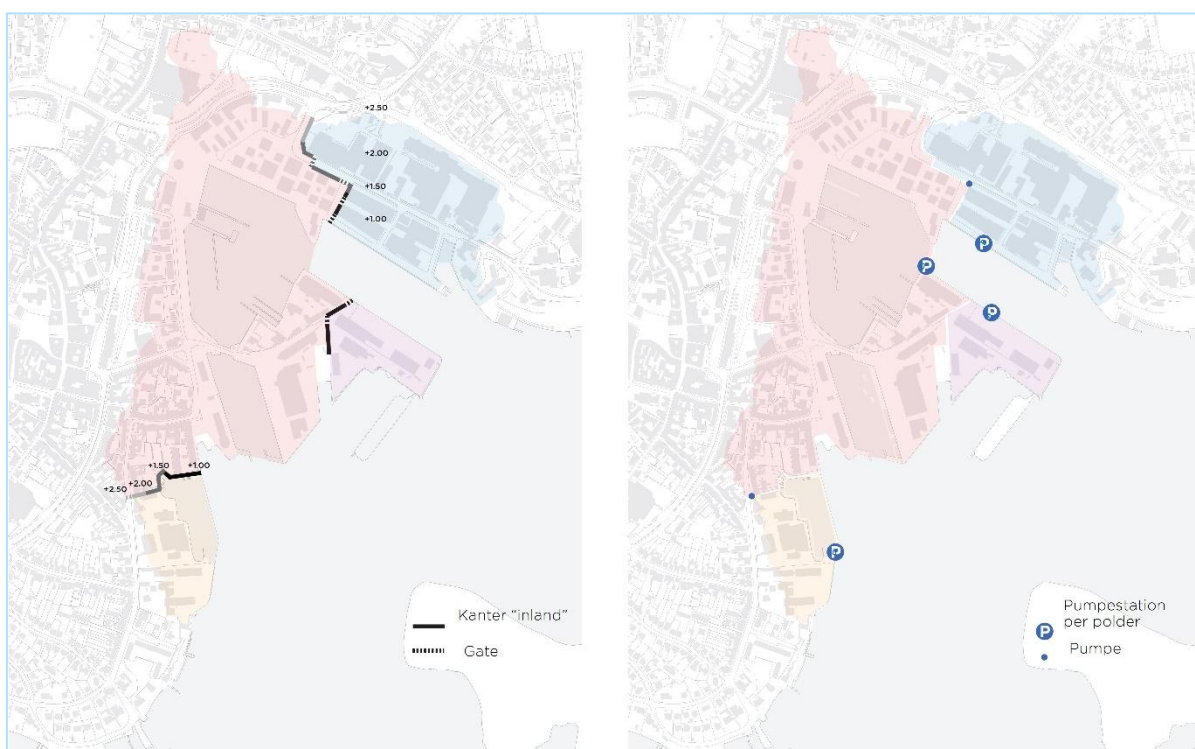 +2.50
+2.00
+1.50
+1.00
+1.50 +1.00
+2.50 +2.00
Kanter "inland"
Gate
P
P
P
P
Pumpestation
per polder
P
Pumpe